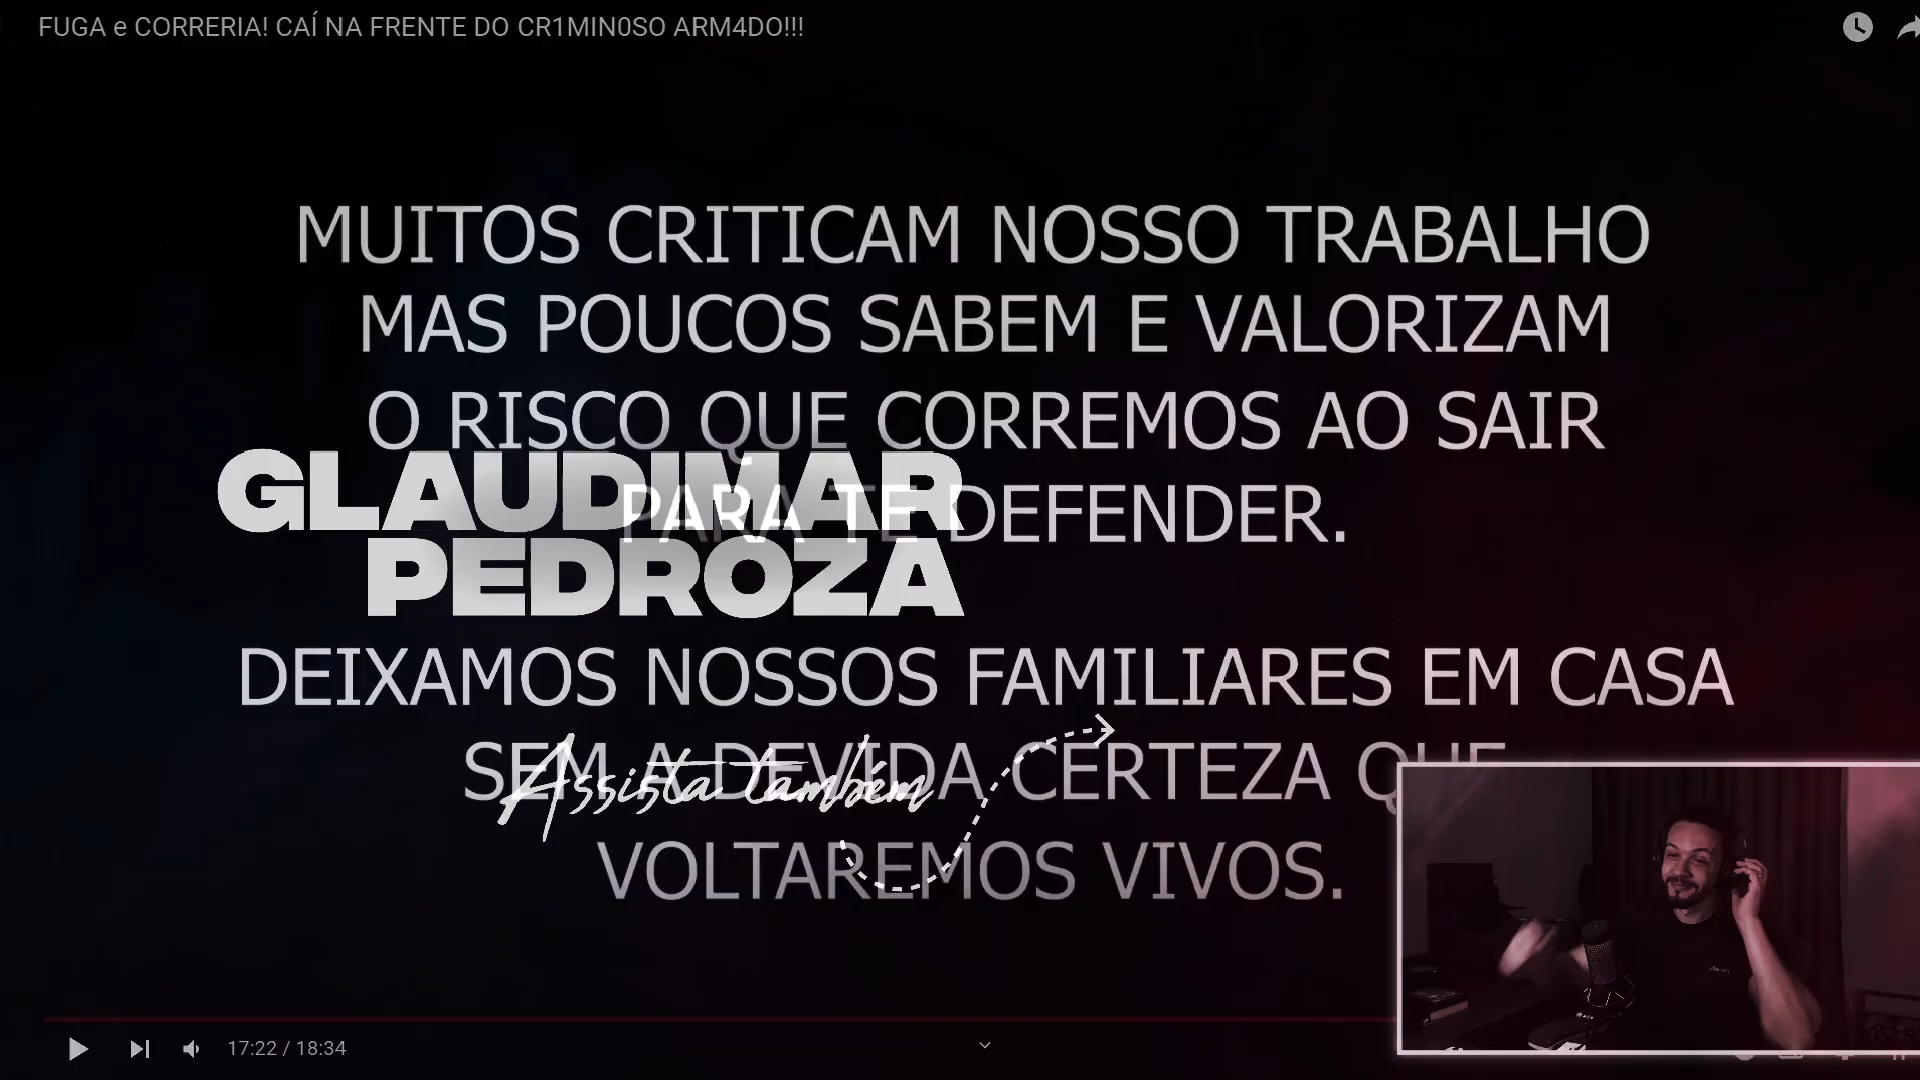 FUGA e CORRERIA! CAÍ NA FRENTE DO CR1MIN0SO ARM4DO!!!
MUITOS CRITICAM NOSSO TRABALHO
MAS POUCOS SABEM E VALORIZAM
O RISCO QUE CORREMOS AO SAIR
PARA TE DEFENDER.
GLAUDIMAR
PEDROZA
DEIXAMOS NOSSOS FAMILIARES EM CASA
SEM A DEVIDA CERTEZA QUE
Assista também
VOLTAREMOS VIVOS.
17:22 / 18:34